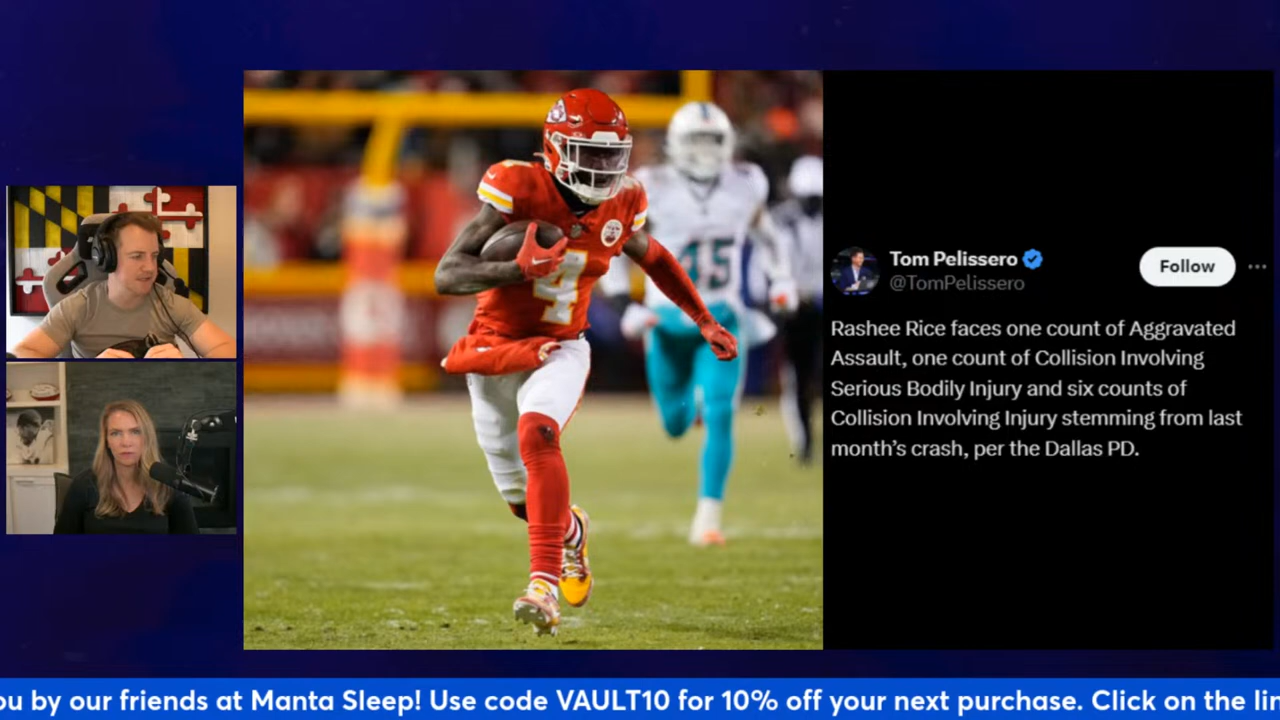 4
15
Tom Pelissero
@TomPelissero
Follow
Rashee Rice faces one count of Aggravated
Assault, one count of Collision Involving
Serious Bodily Injury and six counts of
Collision Involving Injury stemming from last
month's crash, per the Dallas PD.
ou by our friends at Manta Sleep! Use code VAULT10 for 10% off your next purchase. Click on the lin